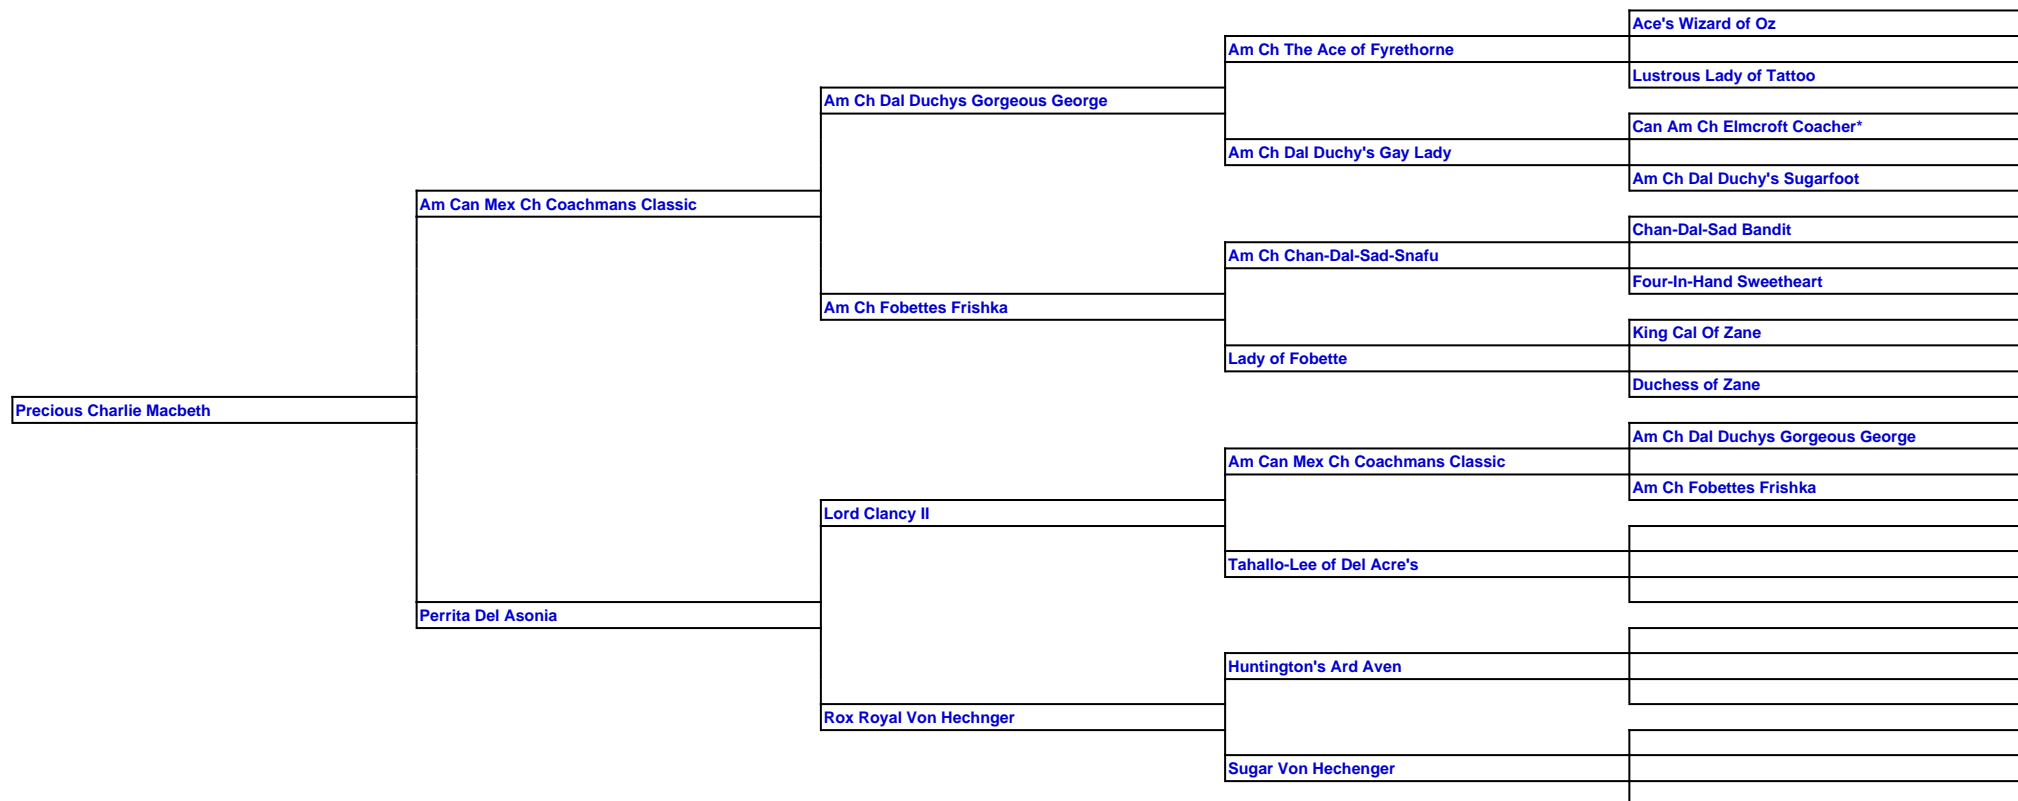 Ace's Wizard of Oz
Am Ch The Ace of Fyrethorne
Lustrous Lady of Tattoo
Am Ch Dal Duchys Gorgeous George
Can Am Ch Elmcroft Coacher*
Am Ch Dal Duchy's Gay Lady
Am Ch Dal Duchy's Sugarfoot
Am Can Mex Ch Coachmans Classic
Chan-Dal-Sad Bandit
Am Ch Chan-Dal-Sad-Snafu
Four-In-Hand Sweetheart
Am Ch Fobettes Frishka
King Cal Of Zane
Lady of Fobette
Duchess of Zane
Precious Charlie Macbeth
Am Ch Dal Duchys Gorgeous George
Am Can Mex Ch Coachmans Classic
Am Ch Fobettes Frishka
Lord Clancy II
Tahallo-Lee of Del Acre's
Perrita Del Asonia
Huntington's Ard Aven
Rox Royal Von Hechnger
Sugar Von Hechenger